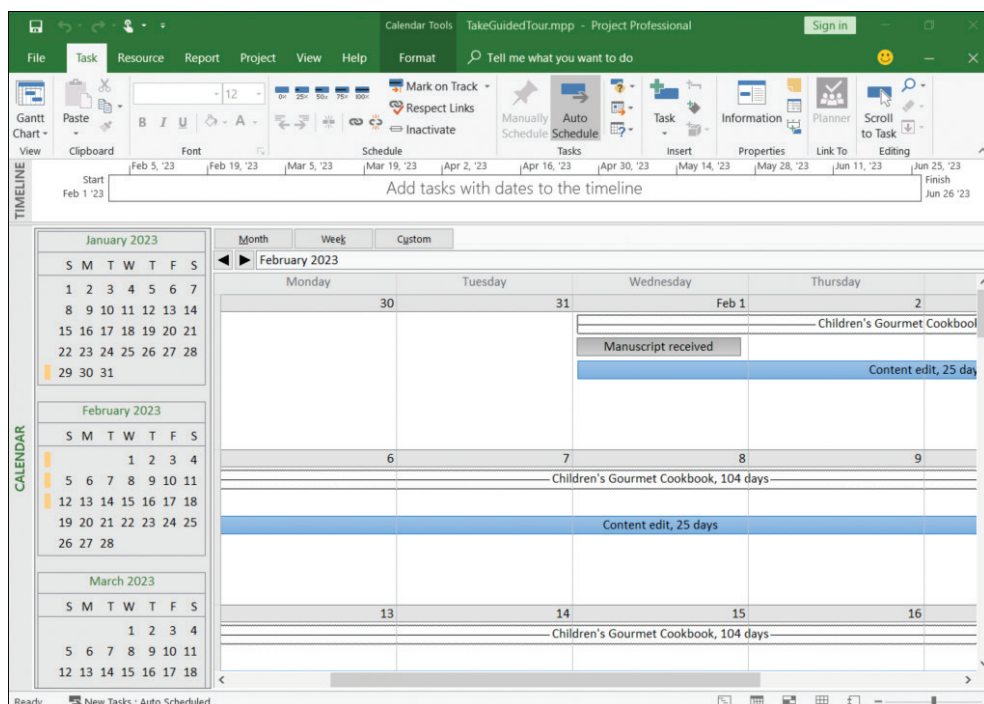 Calendar Tools TakeGuidedTour.mpp - Project Professional Sign in
File Task Resource Report Project View Help Format Tell me what you want to do
Gantt Chart
Paste
12
B I U A
0× 25× 50× 75× 100×
Mark on Track
Respect Links
Inactivate
Manually Schedule
Auto Schedule
Task
Information
Planner
Scroll to Task
View Clipboard Font Schedule Tasks Insert Properties Link To Editing
TIMELINE
Feb 5, '23 Feb 19, '23 Mar 5, '23 Mar 19, '23 Apr 2, '23 Apr 16, '23 Apr 30, '23 May 14, '23 May 28, '23 Jun 11, '23 Jun 25, '23
Start
Feb 1 '23
Add tasks with dates to the timeline
Finish
Jun 26 '23
CALENDAR
January 2023
S M T W T F S
1 2 3 4 5 6 7
8 9 10 11 12 13 14
15 16 17 18 19 20 21
22 23 24 25 26 27 28
29 30 31
February 2023
S M T W T F S
1 2 3 4
5 6 7 8 9 10 11
12 13 14 15 16 17 18
19 20 21 22 23 24 25
26 27 28
March 2023
S M T W T F S
1 2 3 4
5 6 7 8 9 10 11
12 13 14 15 16 17 18
Month Week Custom
February 2023
Monday Tuesday Wednesday Thursday
30 31 Feb 1 2
Children's Gourmet Cookbook
Manuscript received
Content edit, 25 day
6 7 8 9
Children's Gourmet Cookbook, 104 days
Content edit, 25 days
13 14 15 16
Children's Gourmet Cookbook, 104 days
Ready New Tasks : Auto Scheduled